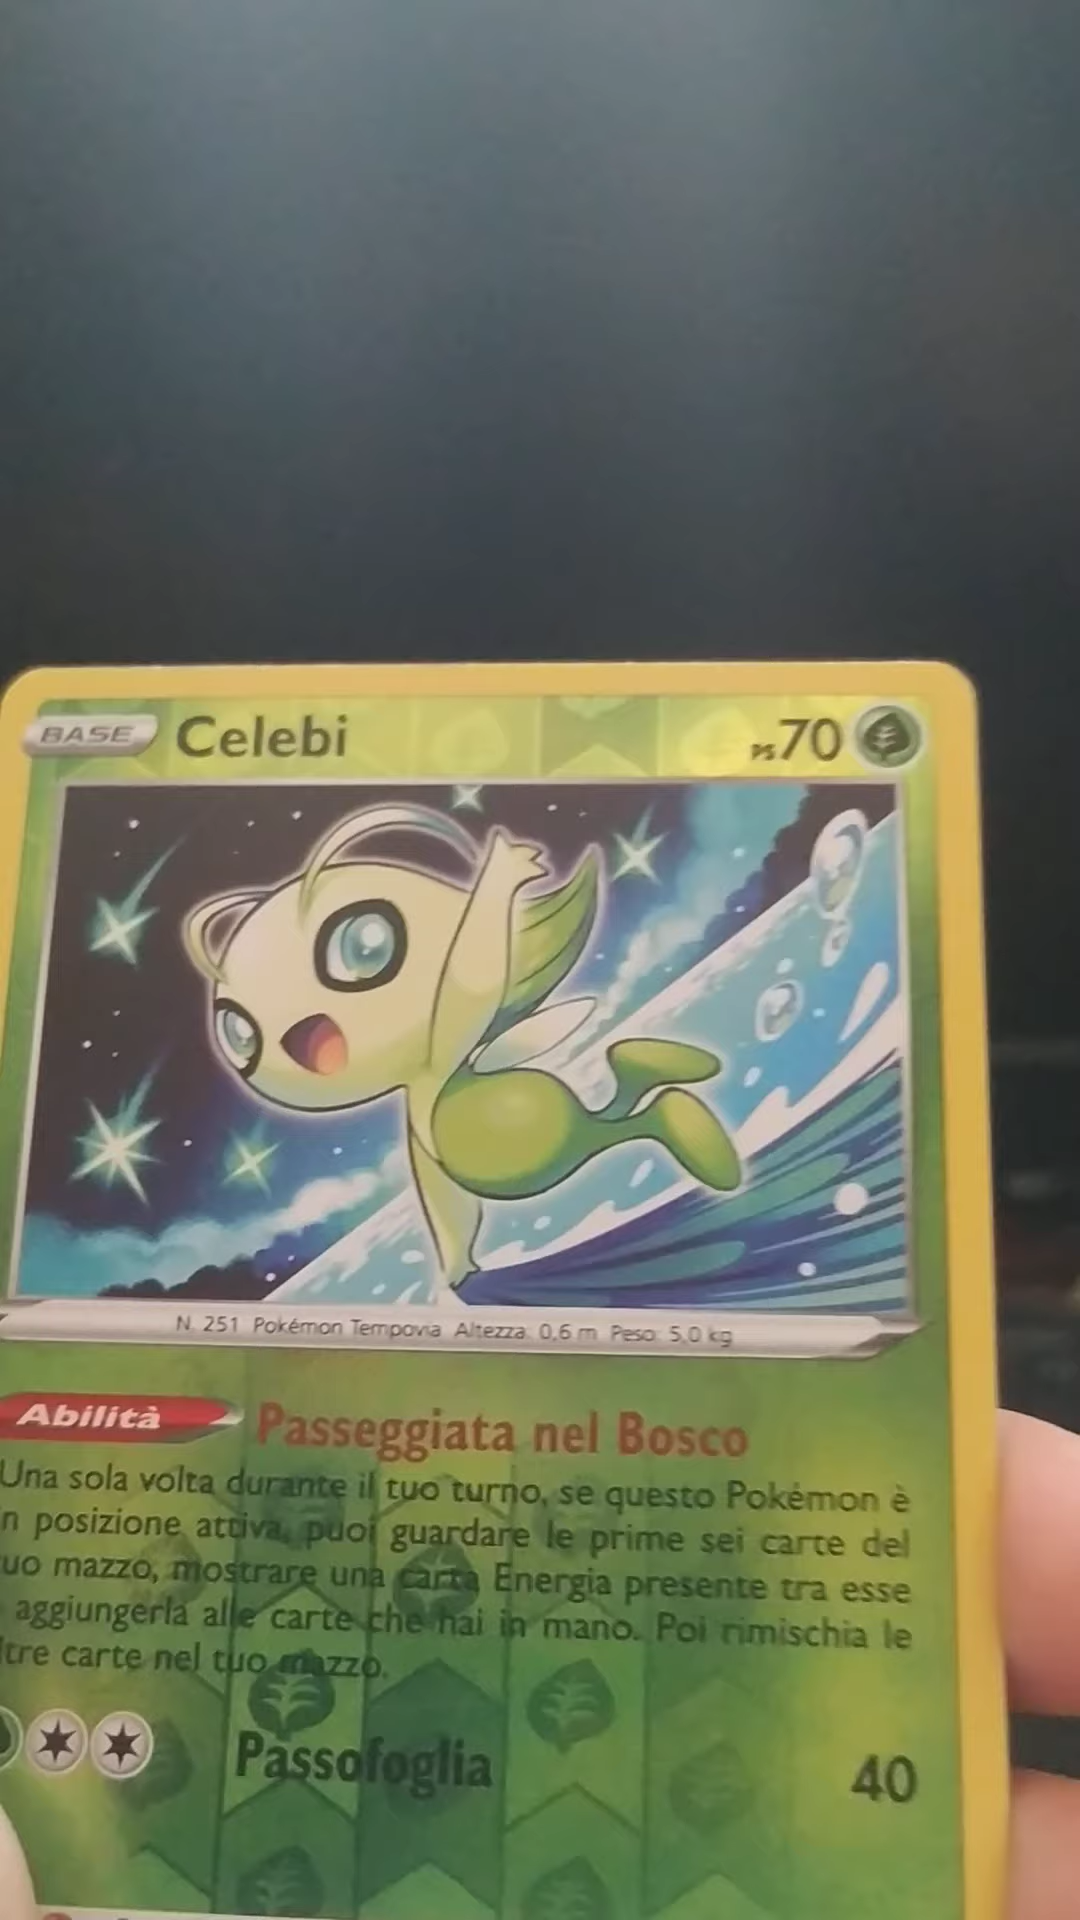 BASE Celebi PS 70
N. 251 Pokémon Tempovia Altezza: 0,6 m Peso: 5,0 kg
Abilità Passeggiata nel Bosco
Una sola volta durante il tuo turno, se questo Pokémon è
n posizione attiva, puoi guardare le prime sei carte del
uo mazzo, mostrare una carta Energia presente tra esse
aggiungerla alle carte che hai in mano. Poi rimischia le
ltre carte nel tuo mazzo.
Passofoglia 40